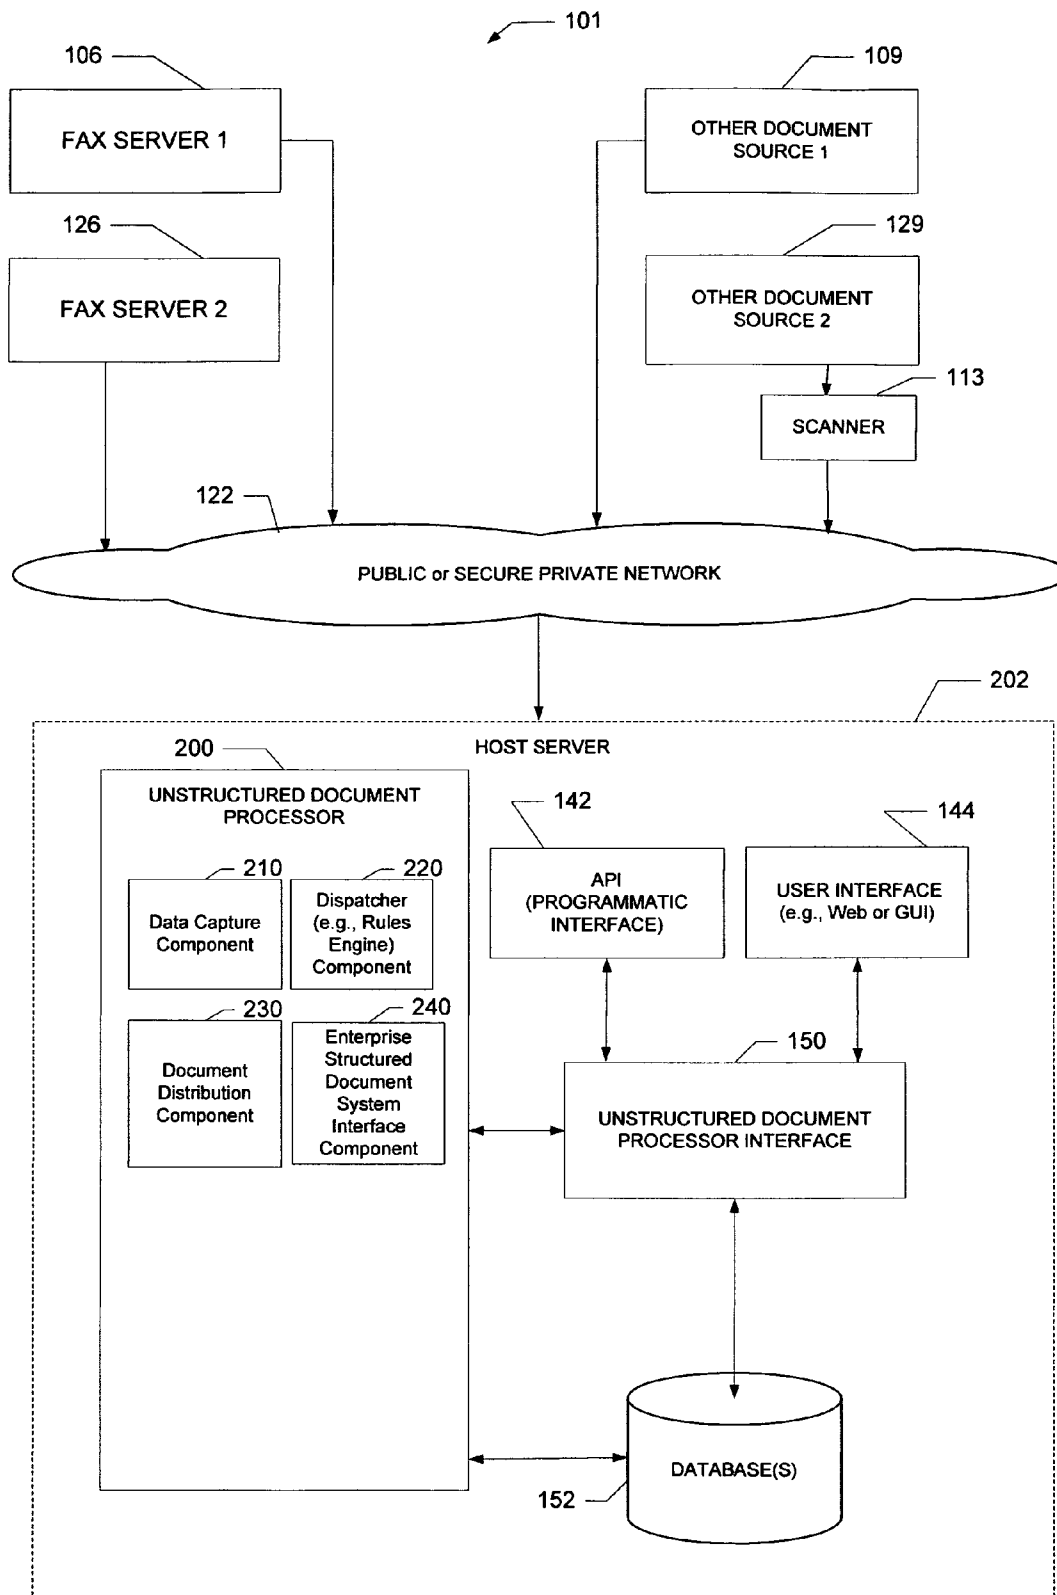 101
106
109
FAX SERVER 1
OTHER DOCUMENT
SOURCE 1
126
129
FAX SERVER 2
OTHER DOCUMENT
SOURCE 2
113
SCANNER
122
PUBLIC or SECURE PRIVATE NETWORK
202
HOST SERVER
200
UNSTRUCTURED DOCUMENT
PROCESSOR
142
144
210
220
API
(PROGRAMMATIC
INTERFACE)
USER INTERFACE
(e.g., Web or GUI)
Data Capture
Component
Dispatcher
(e.g., Rules
Engine)
Component
230
240
Document
Distribution
Component
Enterprise
Structured
Document
System
Interface
Component
150
UNSTRUCTURED DOCUMENT
PROCESSOR INTERFACE
DATABASE(S)
152